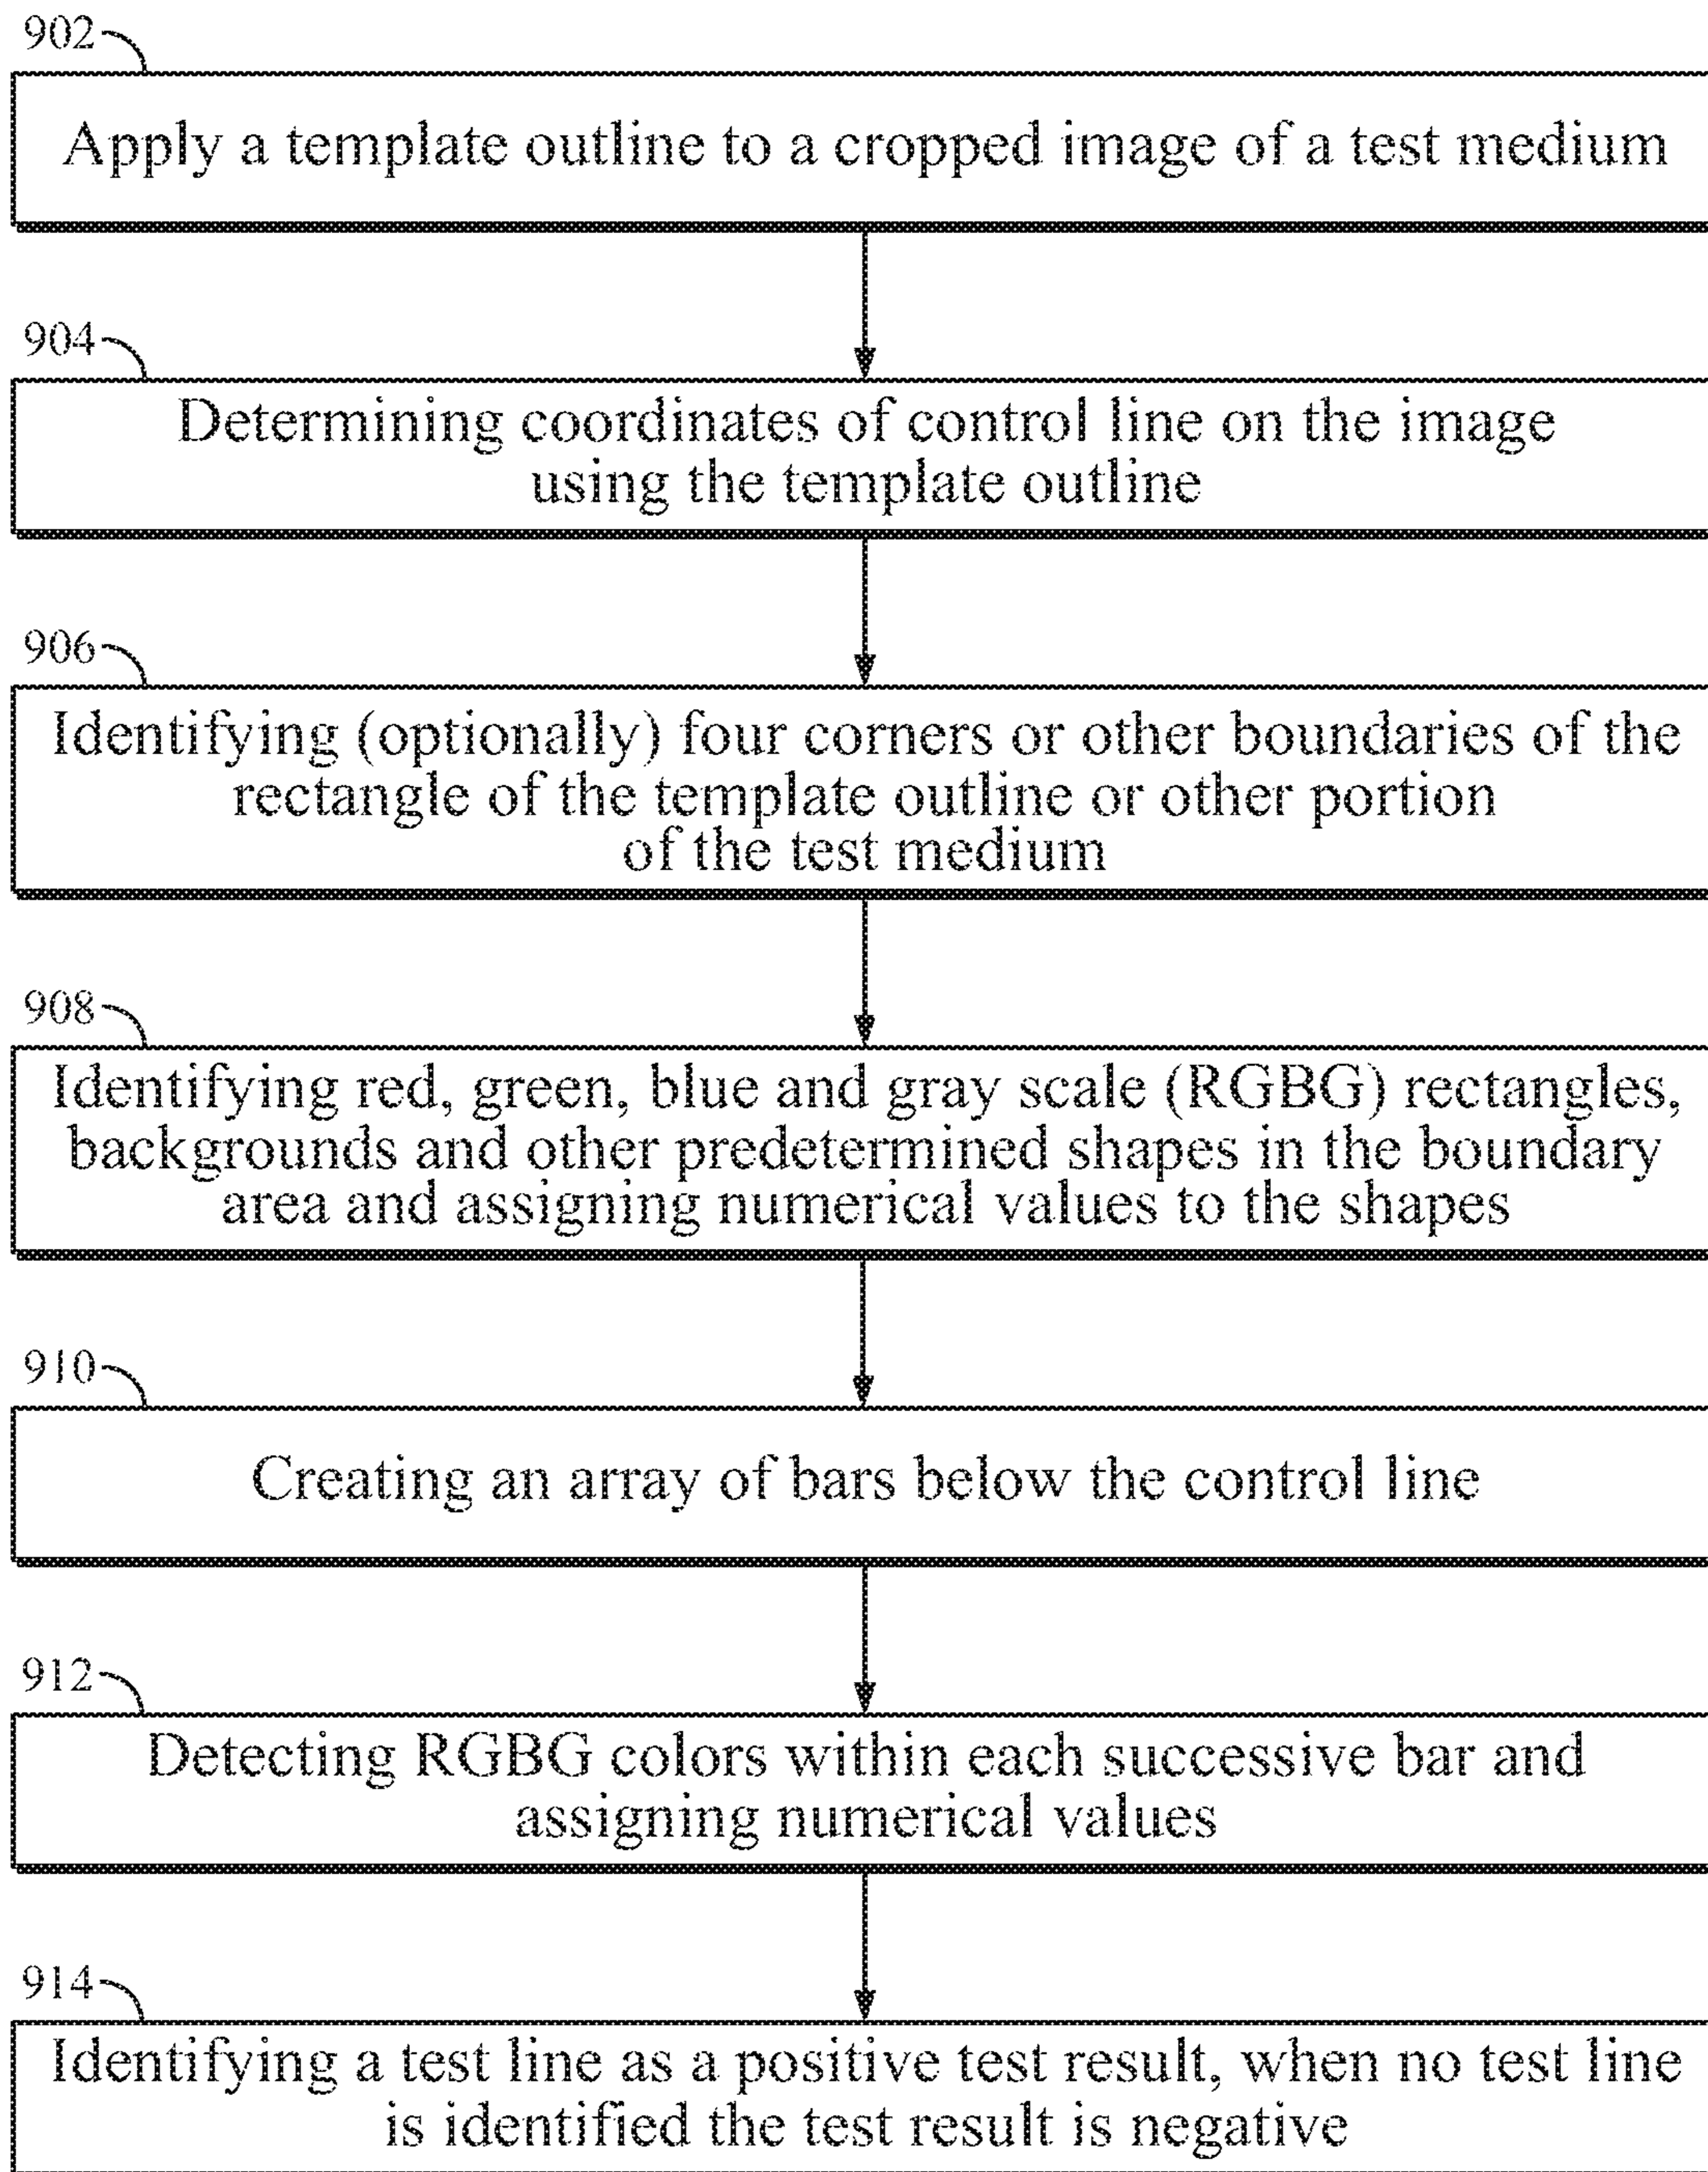 902
Apply a template outline to a cropped image of a test medium
904
Determining coordinates of control line on the image
using the template outline
906
Identifying (optionally) four corners or other boundaries of the
rectangle of the template outline or other portion
of the test medium
908
Identifying red, green, blue and gray scale (RGBG) rectangles,
backgrounds and other predetermined shapes in the boundary
area and assigning numerical values to the shapes
910
Creating an array of bars below the control line
912
Detecting RGBG colors within each successive bar and
assigning numerical values
914
Identifying a test line as a positive test result, when no test line
is identified the test result is negative